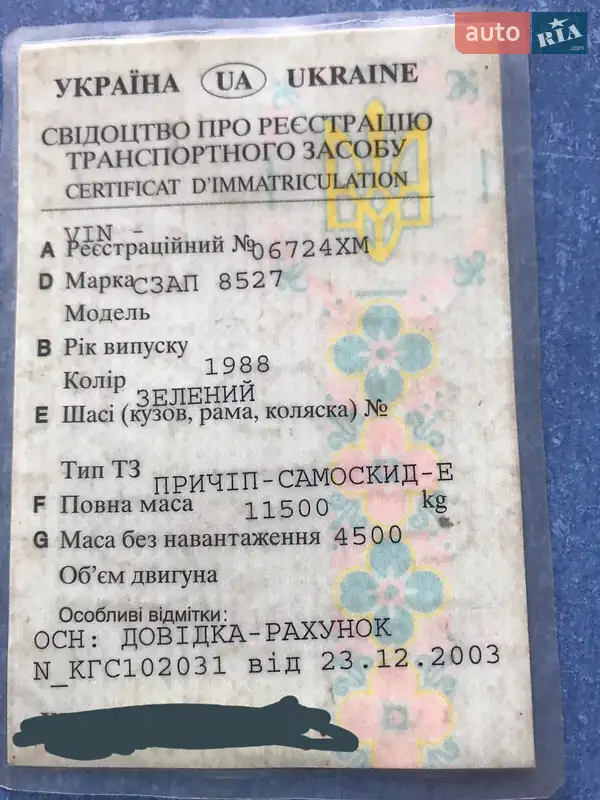 auto RIA .com
УКРАЇНА UA UKRAINE
СВІДОЦТВО ПРО РЕЄСТРАЦІЮ
ТРАНСПОРТНОГО ЗАСОБУ
CERTIFICAT D'IMMATRICULATION
VIN -
A Реєстраційний № 06724ХМ
D Марка СЗАП 8527
Модель
B Рік випуску
1988
Колір
ЗЕЛЕНИЙ
E Шасі (кузов, рама, коляска) №
Тип ТЗ ПРИЧІП-САМОСКИД-Е
F Повна маса 11500 kg
G Маса без навантаження 4500
Об'єм двигуна
Особливі відмітки:
ОСН: ДОВІДКА-РАХУНОК
N_КГС102031 від 23.12.2003